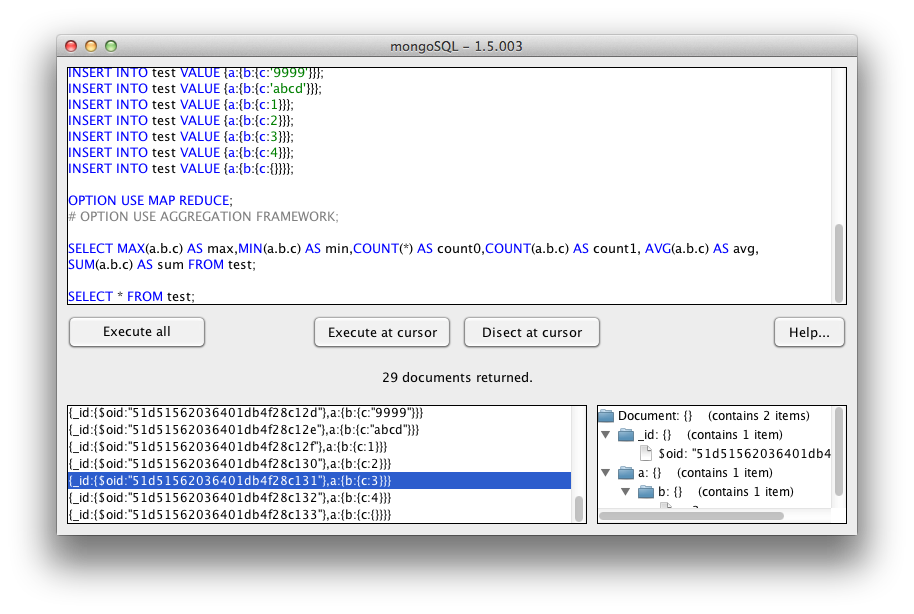 mongoSQL – 1.5.003
INSERT INTO test VALUE {a:{b:{c:'9999'}}};
INSERT INTO test VALUE {a:{b:{c:'abcd'}}};
INSERT INTO test VALUE {a:{b:{c:1}}};
INSERT INTO test VALUE {a:{b:{c:2}}};
INSERT INTO test VALUE {a:{b:{c:3}}};
INSERT INTO test VALUE {a:{b:{c:4}}};
INSERT INTO test VALUE {a:{b:{c:{}}}};
OPTION USE MAP REDUCE;
# OPTION USE AGGREGATION FRAMEWORK;
SELECT MAX(a.b.c) AS max,MIN(a.b.c) AS min,COUNT(*) AS count0,COUNT(a.b.c) AS count1, AVG(a.b.c) AS avg,
SUM(a.b.c) AS sum FROM test;
SELECT * FROM test;
Execute all
Execute at cursor
Disect at cursor
Help...
29 documents returned.
{_id:{$oid:"51d51562036401db4f28c12d"},a:{b:{c:"9999"}}}
{_id:{$oid:"51d51562036401db4f28c12e"},a:{b:{c:"abcd"}}}
{_id:{$oid:"51d51562036401db4f28c12f"},a:{b:{c:1}}}
{_id:{$oid:"51d51562036401db4f28c130"},a:{b:{c:2}}}
{_id:{$oid:"51d51562036401db4f28c131"},a:{b:{c:3}}}
{_id:{$oid:"51d51562036401db4f28c132"},a:{b:{c:4}}}
{_id:{$oid:"51d51562036401db4f28c133"},a:{b:{c:{}}}}
Document: {} (contains 2 items)
_id: {} (contains 1 item)
$oid: "51d51562036401db4
a: {} (contains 1 item)
b: {} (contains 1 item)